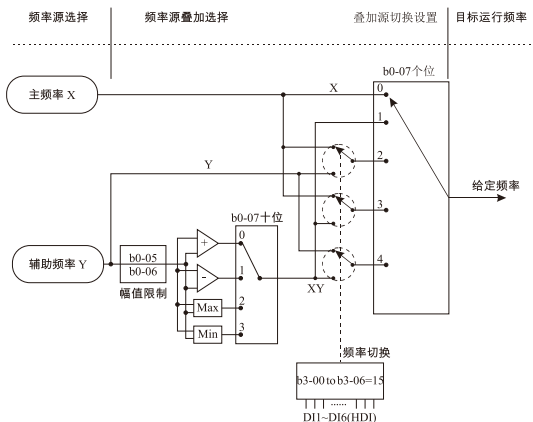 频率源选择
频率源叠加选择
叠加源切换设置
目标运行频率
b0-07个位
主频率 X
X
0
1
Y
2
3
给定频率
b0-07十位
辅助频率 Y
b0-05
b0-06
幅值限制
+
-
Max
Min
0
1
2
3
XY
4
频率切换
b3-00 to b3-06=15
......
DI1~DI6(HDI)